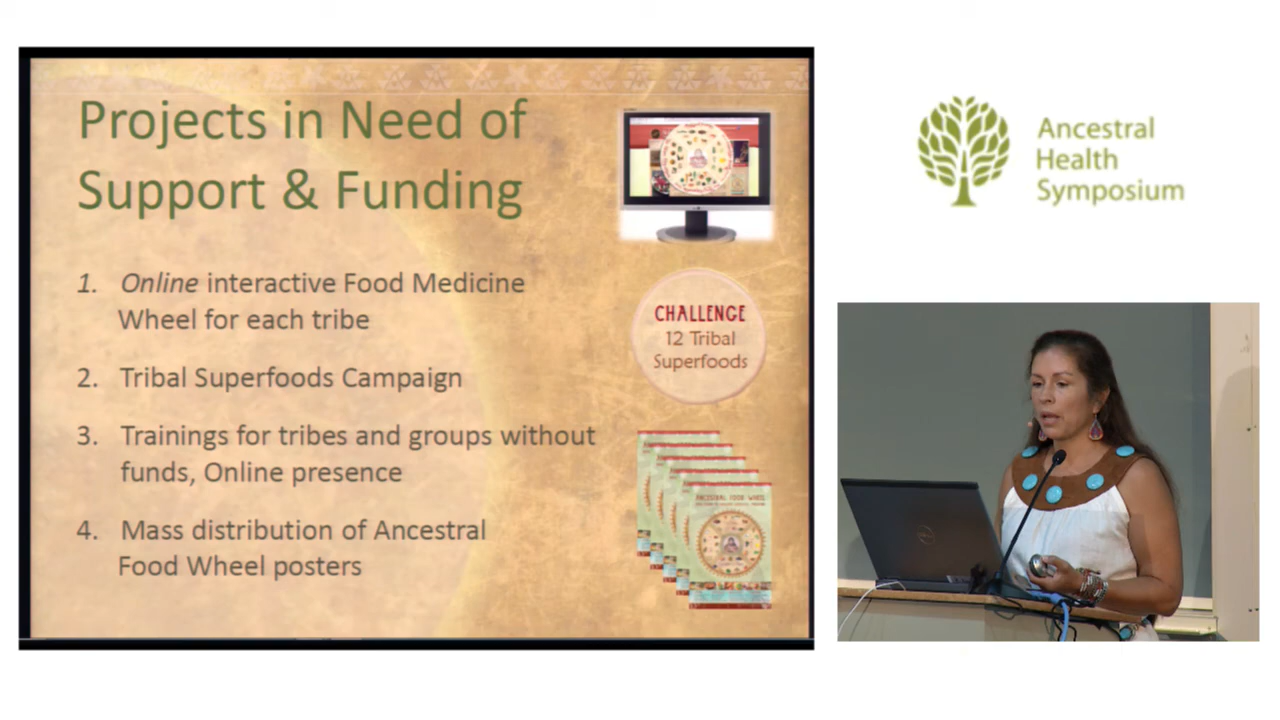 Projects in Need of
Support & Funding
1. Online interactive Food Medicine
Wheel for each tribe
2. Tribal Superfoods Campaign
3. Trainings for tribes and groups without
funds, Online presence
4. Mass distribution of Ancestral
Food Wheel posters
CHALLENGE
12 Tribal
Superfoods
ANCESTRAL FOOD WHEEL
Ancestral
Health
Symposium
DELL